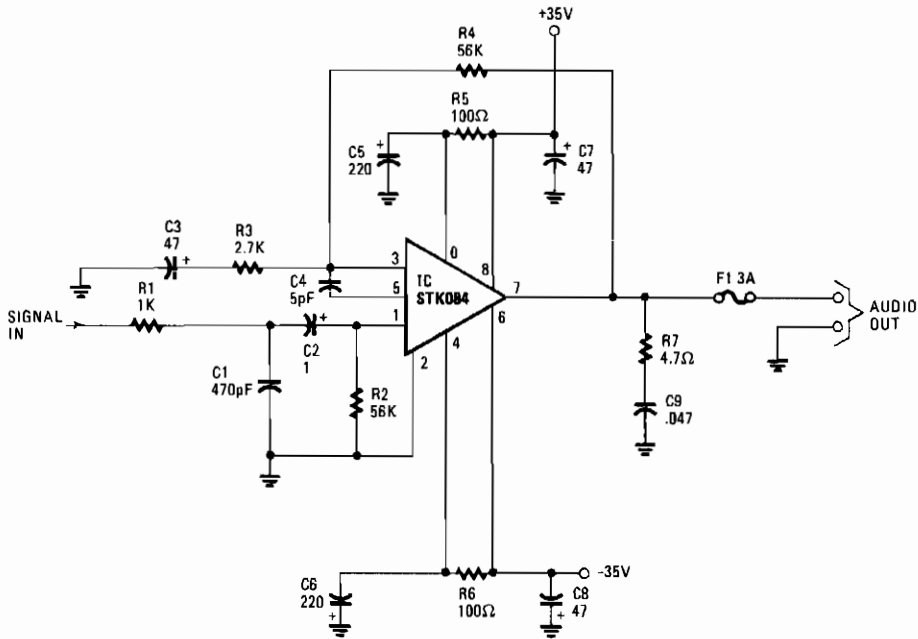 +35V
R4
56K
R5
100Ω
C5
220
+
+
C7
47
C3
47
+
R3
2.7K
C4
5pF
3
5
1
2
0
8
IC
STK084
7
6
4
F1 3A
AUDIO
OUT
R1
1K
SIGNAL
IN
+
C2
1
C1
470pF
R2
56K
R7
4.7Ω
C9
.047
C6
220
+
R6
100Ω
-35V
C8
47
+